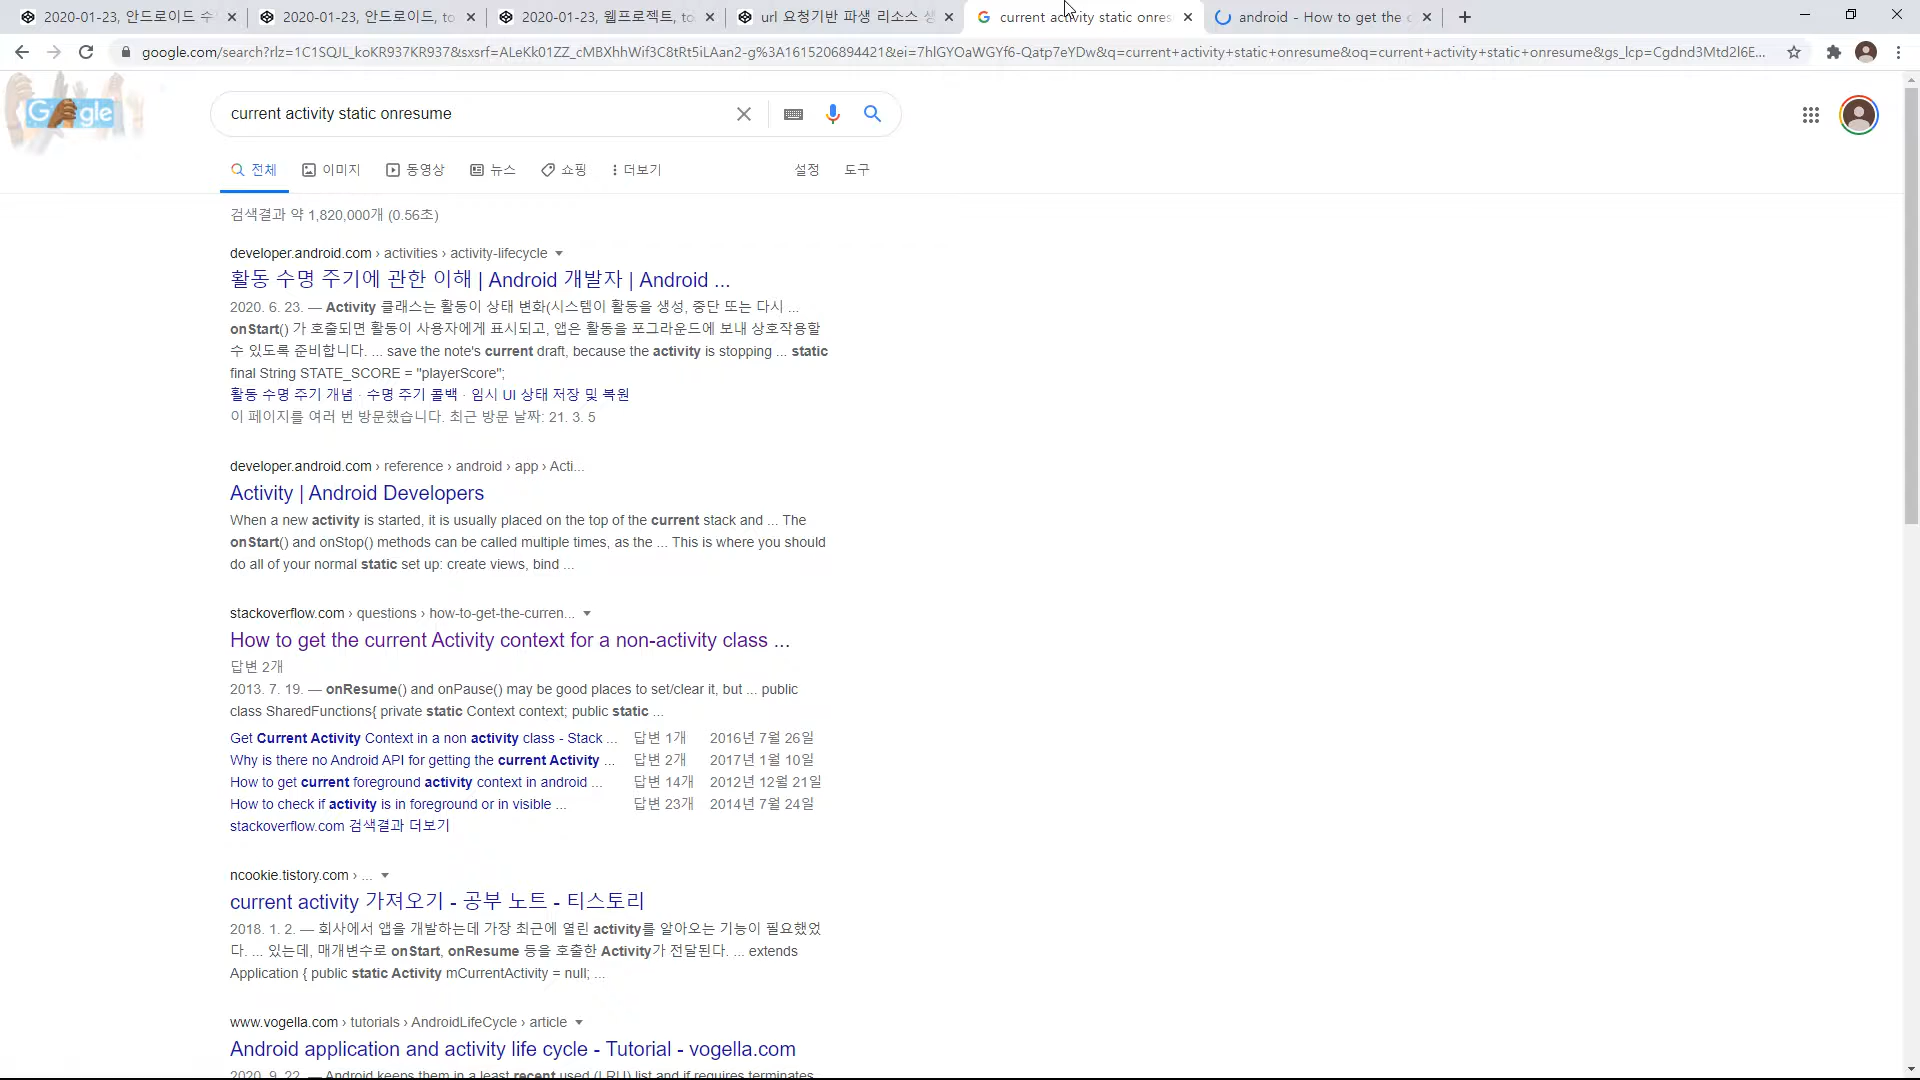 2020-01-23, 안드로이드 수
2020-01-23, 안드로이드, to
2020-01-23, 웹프로젝트, to
url 요청기반 파생 리소스 생
current activity static onres
android - How to get the c
google.com/search?rlz=1C1SQJL_koKR937KR937&sxsrf=ALeKk01ZZ_cMBXhhWif3C8tRt5iLAan2-g%3A1615206894421&ei=7hlGYOaWGYf6-Qatp7eYDw&q=current+activity+static+onresume&oq=current+activity+static+onresume&gs_lcp=Cgdnd3Mtd2l6E...
Google
current activity static onresume
전체 이미지 동영상 뉴스 쇼핑 더보기 설정 도구
검색결과 약 1,820,000개 (0.56초)
developer.android.com › activities › activity-lifecycle
활동 수명 주기에 관한 이해 | Android 개발자 | Android ...
2020. 6. 23. — Activity 클래스는 활동이 상태 변화(시스템이 활동을 생성, 중단 또는 다시 ...
onStart() 가 호출되면 활동이 사용자에게 표시되고, 앱은 활동을 포그라운드에 보내 상호작용할
수 있도록 준비합니다. ... save the note's current draft, because the activity is stopping ... static
final String STATE_SCORE = "playerScore";
활동 수명 주기 개념 · 수명 주기 콜백 · 임시 UI 상태 저장 및 복원
이 페이지를 여러 번 방문했습니다. 최근 방문 날짜: 21. 3. 5
developer.android.com › reference › android › app › Acti...
Activity | Android Developers
When a new activity is started, it is usually placed on the top of the current stack and ... The
onStart() and onStop() methods can be called multiple times, as the ... This is where you should
do all of your normal static set up: create views, bind ...
stackoverflow.com › questions › how-to-get-the-curren...
How to get the current Activity context for a non-activity class ...
답변 2개
2013. 7. 19. — onResume() and onPause() may be good places to set/clear it, but ... public
class SharedFunctions{ private static Context context; public static ...
Get Current Activity Context in a non activity class - Stack ... 답변 1개 2016년 7월 26일
Why is there no Android API for getting the current Activity ... 답변 2개 2017년 1월 10일
How to get current foreground activity context in android ... 답변 14개 2012년 12월 21일
How to check if activity is in foreground or in visible ... 답변 23개 2014년 7월 24일
stackoverflow.com 검색결과 더보기
ncookie.tistory.com › ...
current activity 가져오기 - 공부 노트 - 티스토리
2018. 1. 2. — 회사에서 앱을 개발하는데 가장 최근에 열린 activity를 알아오는 기능이 필요했었
다. ... 있는데, 매개변수로 onStart, onResume 등을 호출한 Activity가 전달된다. ... extends
Application { public static Activity mCurrentActivity = null; ...
www.vogella.com › tutorials › AndroidLifeCycle › article
Android application and activity life cycle - Tutorial - vogella.com
2020. 9. 22. — Android keeps them in a least recent used (LRU) list and if requires terminates